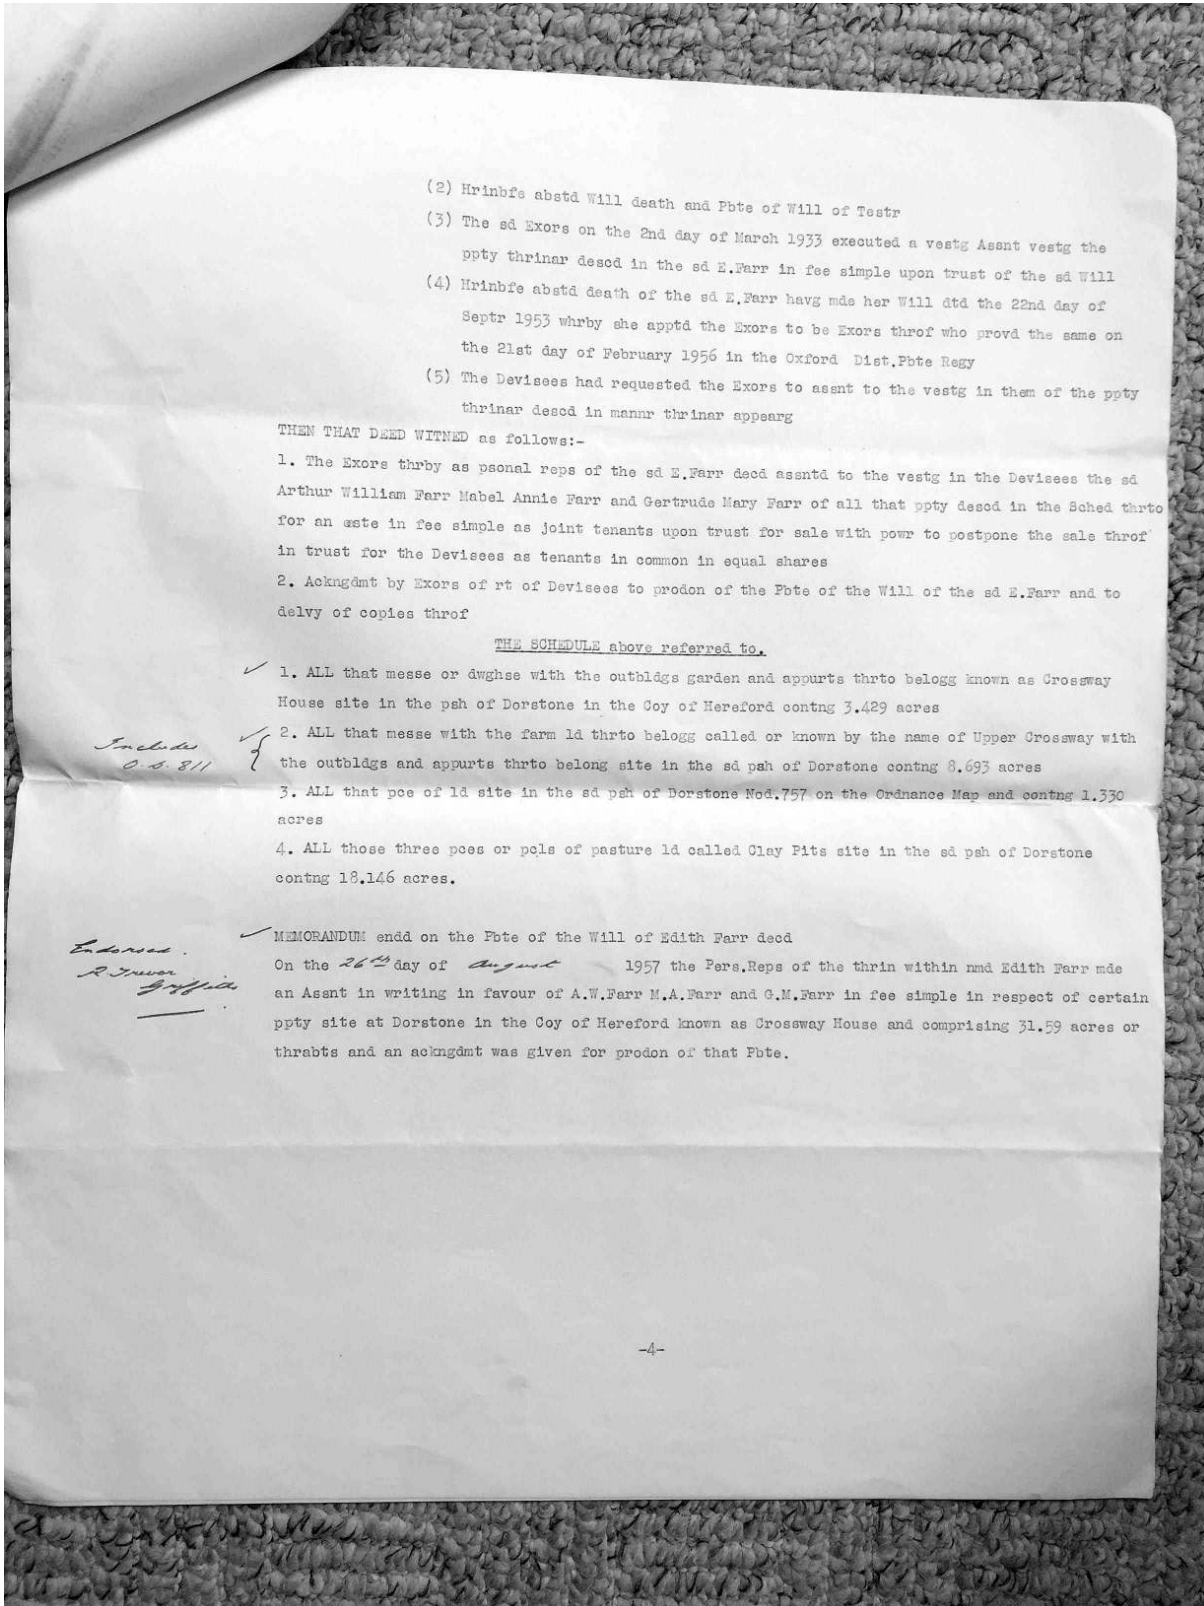 (2) Hrinbfe abstd Will death and Pbte of Will of Testr
(3) The sd Exors on the 2nd day of March 1933 executed a vestg Assnt vestg the
ppty thrinar descd in the sd E.Farr in fee simple upon trust of the sd Will
(4) Hrinbfe abstd death of the sd E.Farr havg mde her Will dtd the 22nd day of
Septr 1953 whrby she apptd the Exors to be Exors throf who provd the same on
the 21st day of February 1956 in the Oxford Dist.Pbte Regy
(5) The Devisees had requested the Exors to assnt to the vestg in them of the ppty
thrinar descd in mannr thrinar appearg
THEN THAT DEED WITNED as follows:-
1. The Exors thrby as psonal reps of the sd E.Farr decd assntd to the vestg in the Devisees the sd
Arthur William Farr Mabel Annie Farr and Gertrude Mary Farr of all that ppty descd in the Sched thrto
for an este in fee simple as joint tenants upon trust for sale with powr to postpone the sale throf
in trust for the Devisees as tenants in common in equal shares
2. Ackngdmt by Exors of rt of Devisees to prodon of the Pbte of the Will of the sd E.Farr and to
delvy of copies throf
THE SCHEDULE above referred to.
1. ALL that messe or dwghse with the outbldgs garden and appurts thrto belogg known as Crossway
House site in the psh of Dorstone in the Coy of Hereford contng 3.429 acres
Includes
O.S. 811
2. ALL that messe with the farm ld thrto belogg called or known by the name of Upper Crossway with
the outbldgs and appurts thrto belong site in the sd psh of Dorstone contng 8.693 acres
3. ALL that pce of ld site in the sd psh of Dorstone Nod.757 on the Ordnance Map and contng 1.330
acres
4. ALL those three pces or pcls of pasture ld called Clay Pits site in the sd psh of Dorstone
contng 18.146 acres.
Endorsed.
R Trevor
Griffiths
MEMORANDUM endd on the Pbte of the Will of Edith Farr decd
On the 26th day of August 1957 the Pers.Reps of the thrin within nmd Edith Farr mde
an Assnt in writing in favour of A.W.Farr M.A.Farr and G.M.Farr in fee simple in respect of certain
ppty site at Dorstone in the Coy of Hereford known as Crossway House and comprising 31.59 acres or
thrabts and an ackngdmt was given for prodon of that Pbte.
-4-